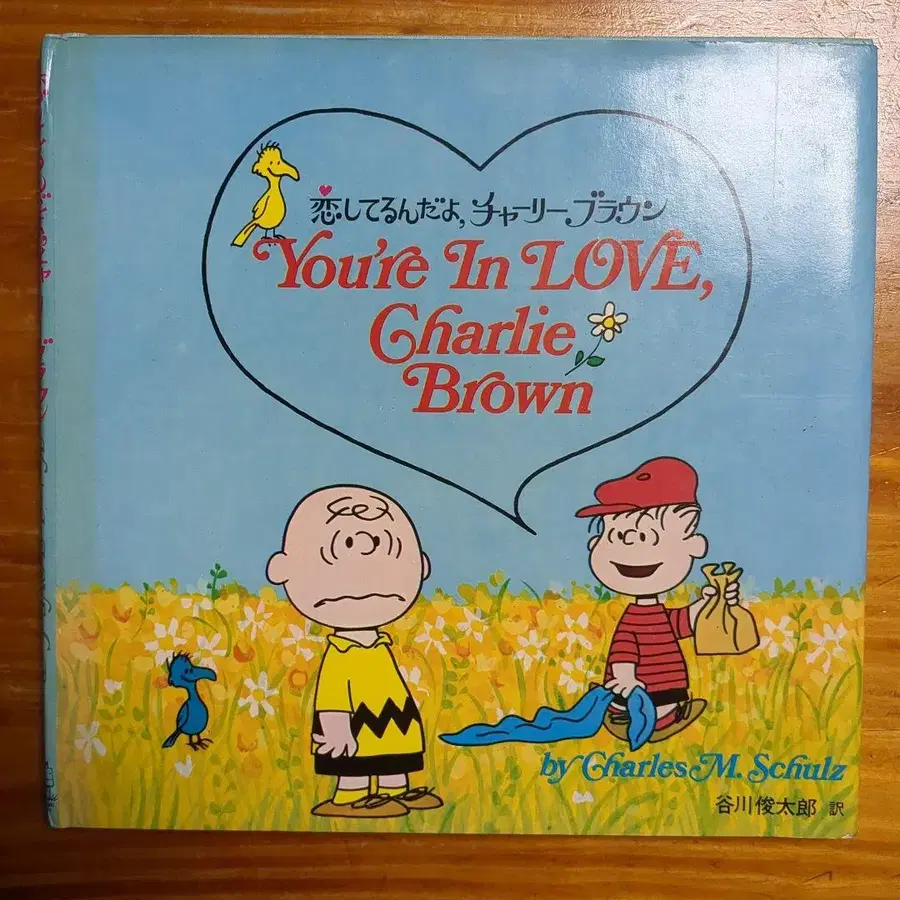 恋してるんだよ,チャーリー.ブラウン
You're In LOVE,
Charlie
Brown
by Charles M. Schulz
谷川俊太郎 訳